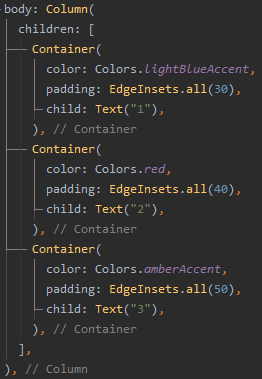 body: Column(
children: [
Container(
color: Colors.lightBlueAccent,
padding: EdgeInsets.all(30),
child: Text("1"),
), // Container
Container(
color: Colors.red,
padding: EdgeInsets.all(40),
child: Text("2"),
), // Container
Container(
color: Colors.amberAccent,
padding: EdgeInsets.all(50),
child: Text("3"),
), // Container
],
), // Column